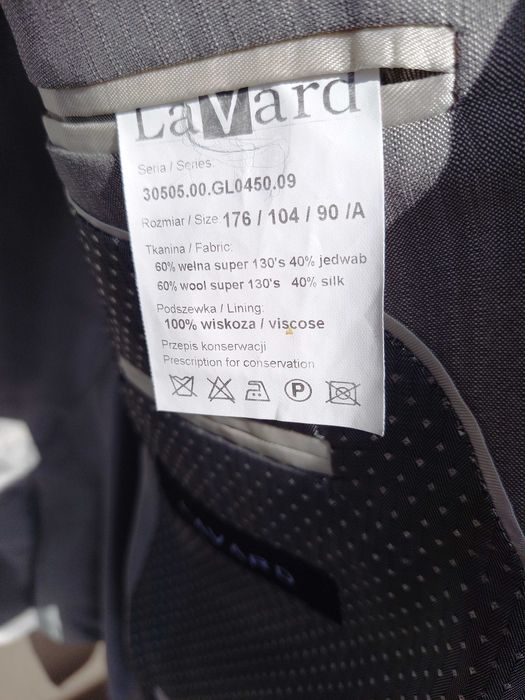 LaVard
Seria / Series:
30505.00.GL0450.09
Rozmiar / Size: 176 / 104 / 90 /A
Tkanina / Fabric:
60% wełna super 130's 40% jedwab
60% wool super 130's 40% silk
Podszewka / Lining:
100% wiskoza / viscose
Przepis konserwacji
Prescription for conservation
P
LAVARD